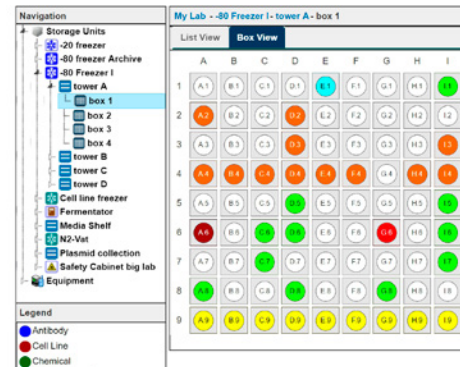 Navigation
Storage Units
-20 freezer
-80 freezer Archive
-80 Freezer I
tower A
box 1
box 2
box 3
box 4
tower B
tower C
tower D
Cell line freezer
Fermentator
Media Shelf
N2-Vat
Plasmid collection
Safety Cabinet big lab
Equipment
Legend
Antibody
Cell Line
Chemical
My Lab - -80 Freezer I- tower A- box 1
List View Box View
A B C D E F G H I
1 A1 B1 C1 D1 E1 F1 G1 H1 I1
2 A2 B2 C2 D2 E2 F2 G2 H2 I2
3 A3 B3 C3 D3 E3 F3 G3 H3 I3
4 A4 B4 C4 D4 E4 F4 G4 H4 I4
5 A5 B5 C5 D5 E5 F5 G5 H5 I5
6 A6 B6 C6 D6 E6 F6 G6 H6 I6
7 A7 B7 C7 D7 E7 F7 G7 H7 I7
8 A8 B8 C8 D8 E8 F8 G8 H8 I8
9 A9 B9 C9 D9 E9 F9 G9 H9 I9